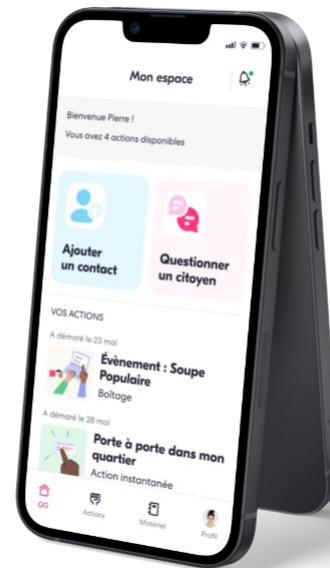 Mon espace
Bienvenue Pierre !
Vous avez 4 actions disponibles
Ajouter
un contact
Questionner
un citoyen
VOS ACTIONS
A démarré le 23 mai
Évènement : Soupe
Populaire
Boîtage
A démarré le 28 mai
Porte à porte dans mon
quartier
Action instantanée
QG
Actions
Matériel
Profil